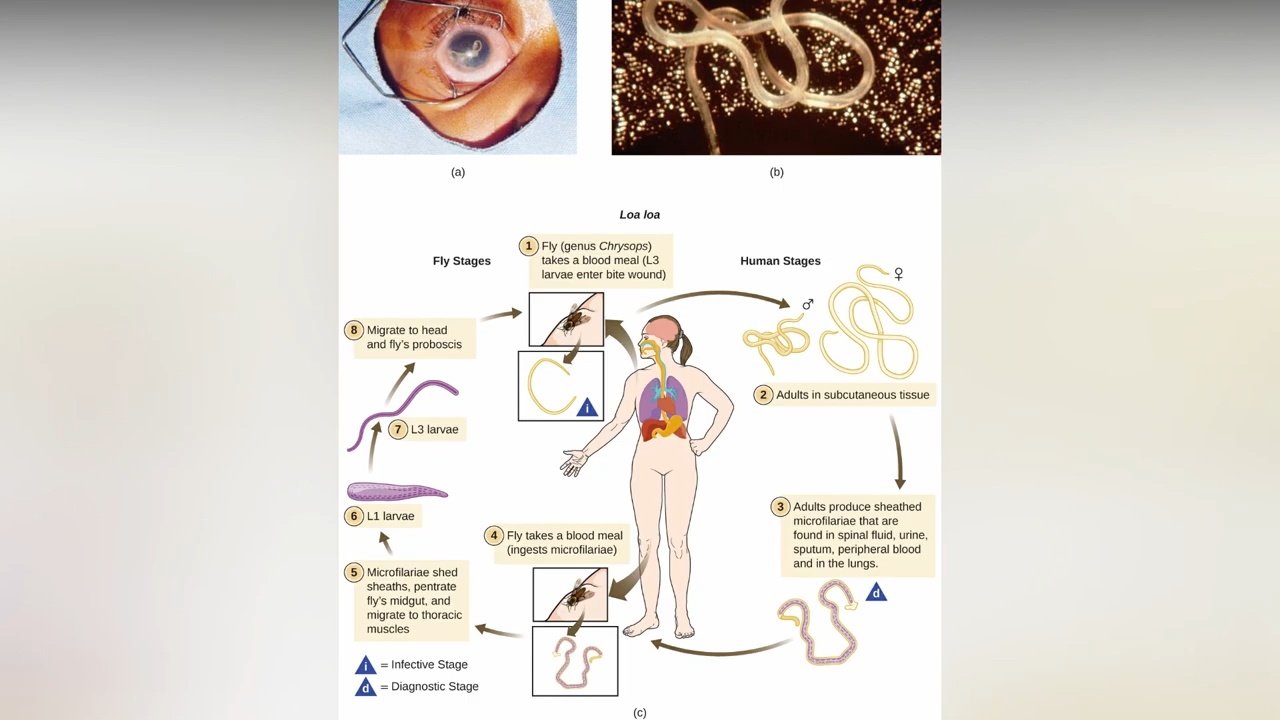 (a)
(b)
Loa loa
Fly Stages
Human Stages
1 Fly (genus Chrysops)
takes a blood meal (L3
larvae enter bite wound)
♂
♀
i
2 Adults in subcutaneous tissue
3 Adults produce sheathed
microfilariae that are
found in spinal fluid, urine,
sputum, peripheral blood
and in the lungs.
d
4 Fly takes a blood meal
(ingests microfilariae)
5 Microfilariae shed
sheaths, pentrate
fly's midgut, and
migrate to thoracic
muscles
6 L1 larvae
7 L3 larvae
8 Migrate to head
and fly's proboscis
i = Infective Stage
d = Diagnostic Stage
(c)